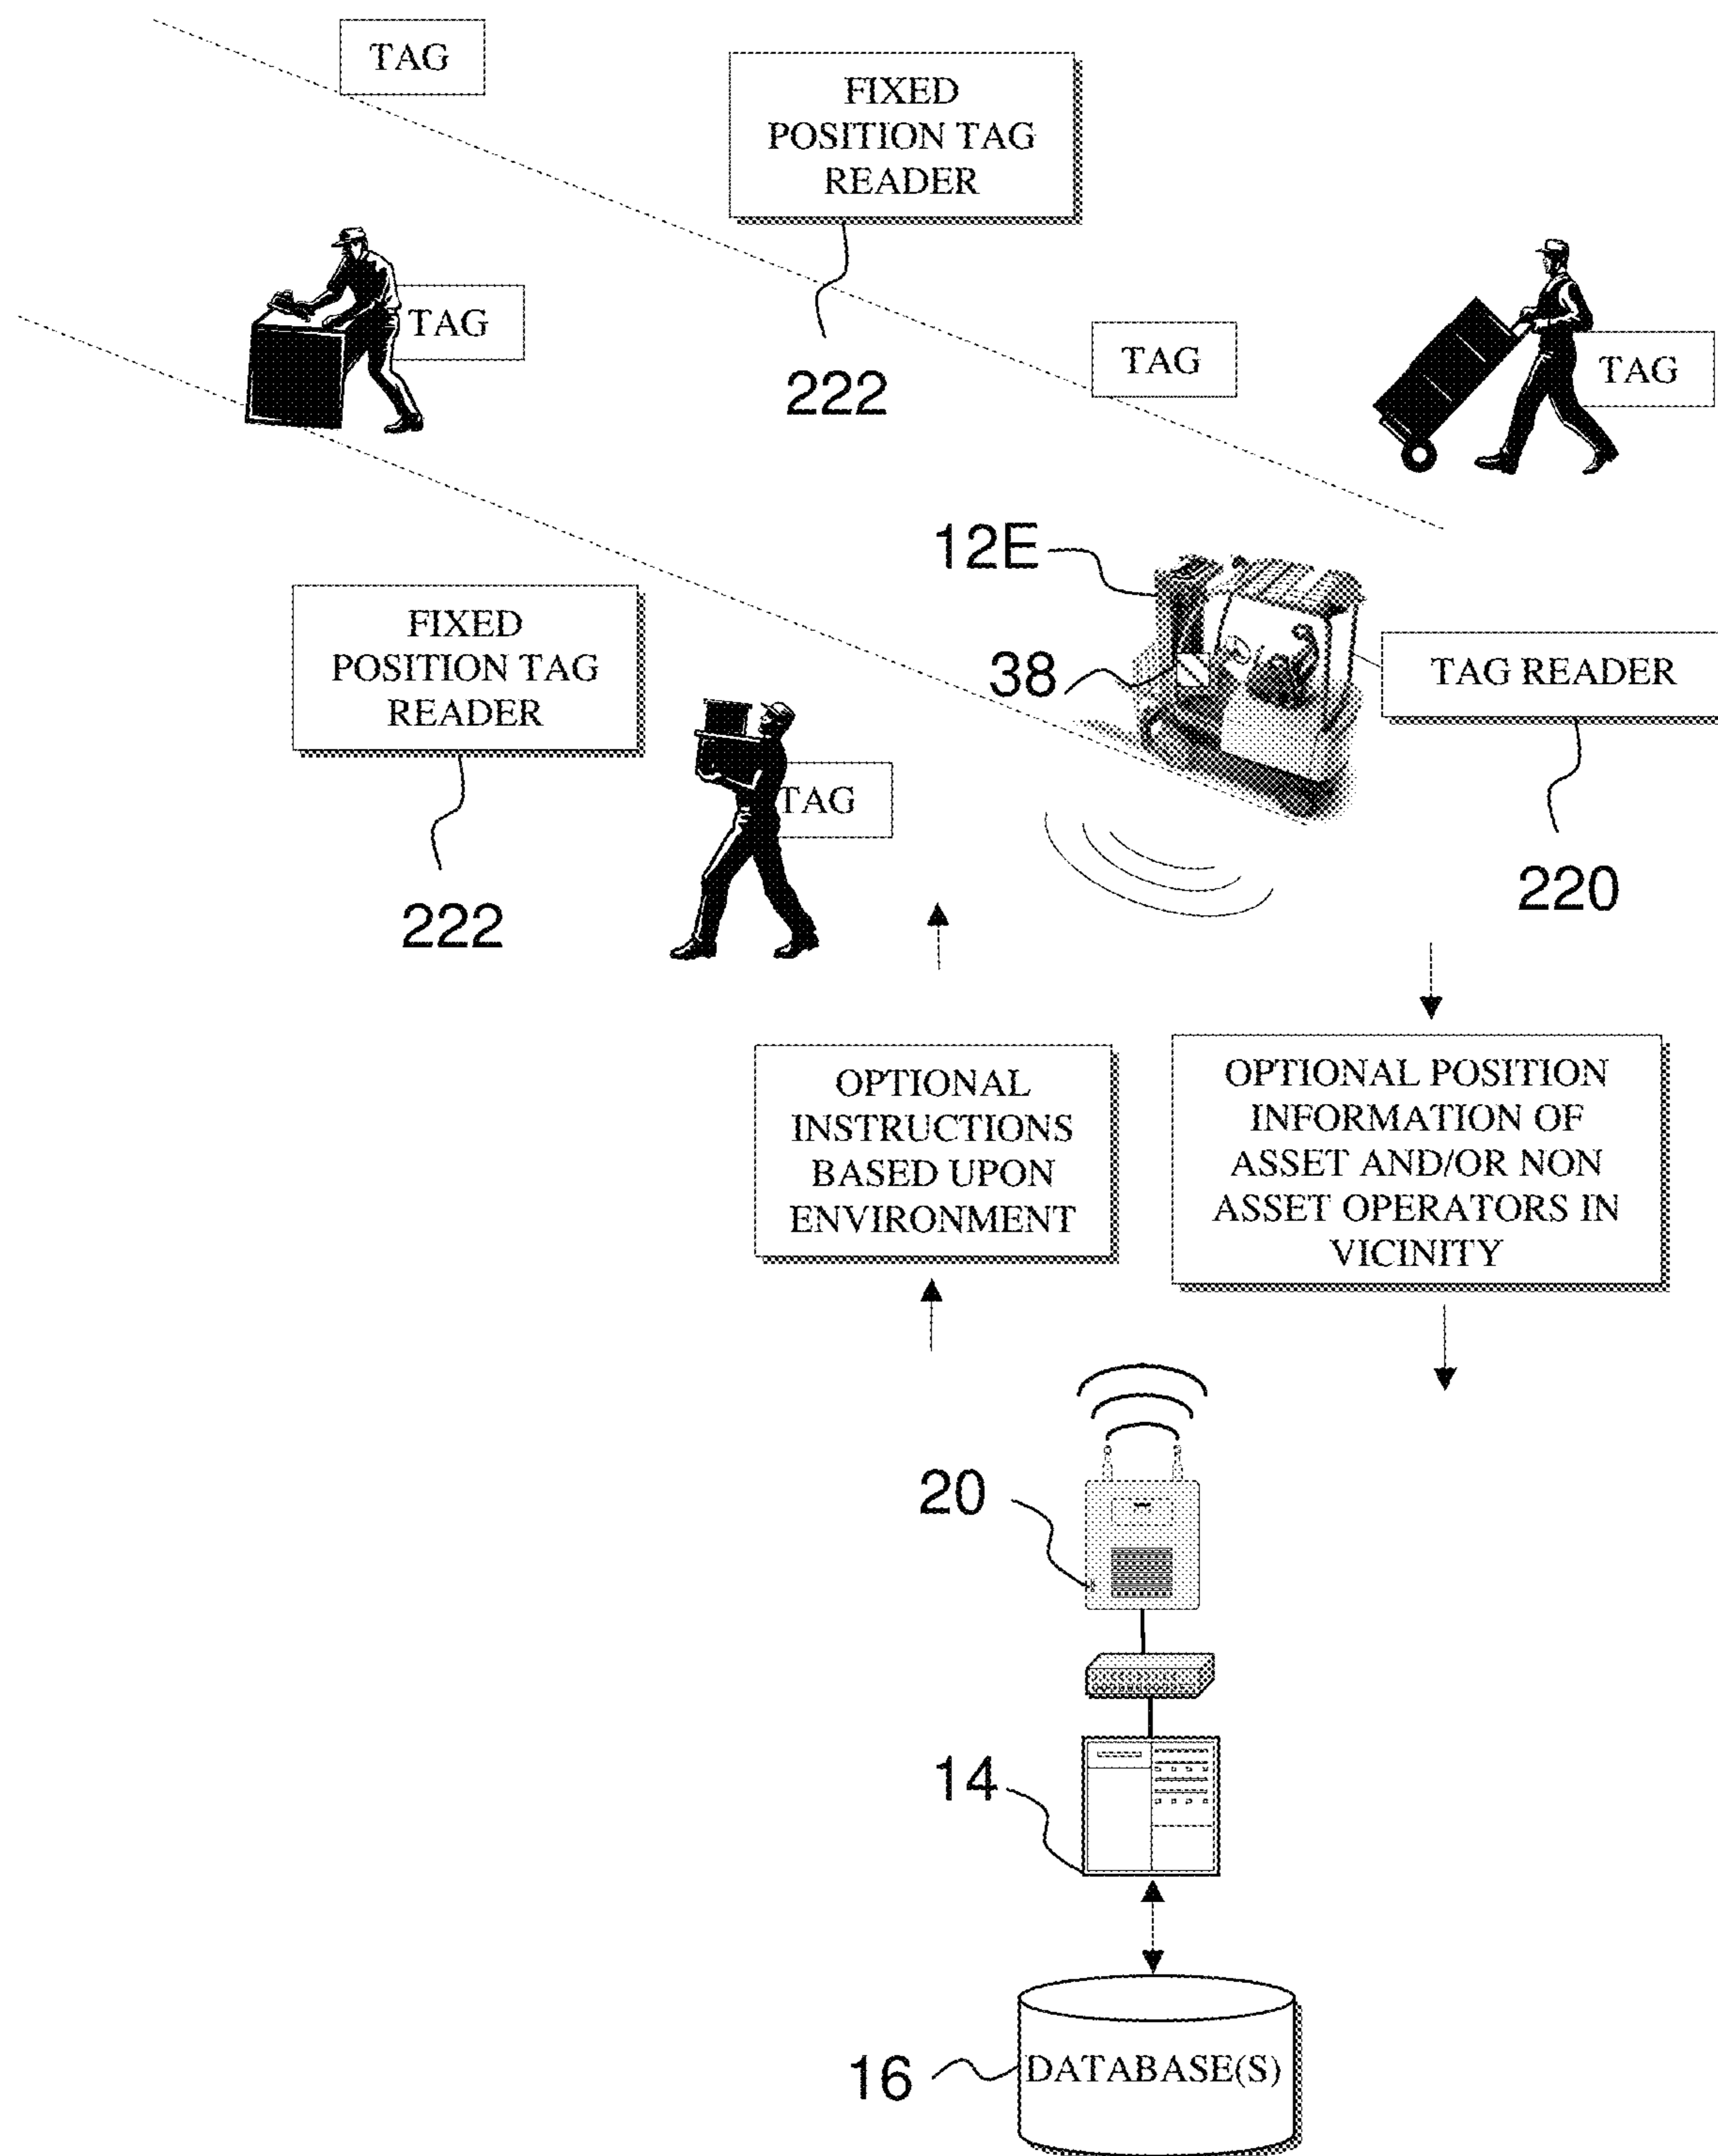 TAG
FIXED
POSITION TAG
READER
TAG
222
TAG
TAG
12E
FIXED
POSITION TAG
READER
38
TAG READER
TAG
222
220
OPTIONAL
INSTRUCTIONS
BASED UPON
ENVIRONMENT
OPTIONAL POSITION
INFORMATION OF
ASSET AND/OR NON
ASSET OPERATORS IN
VICINITY
20
14
16
DATABASE(S)